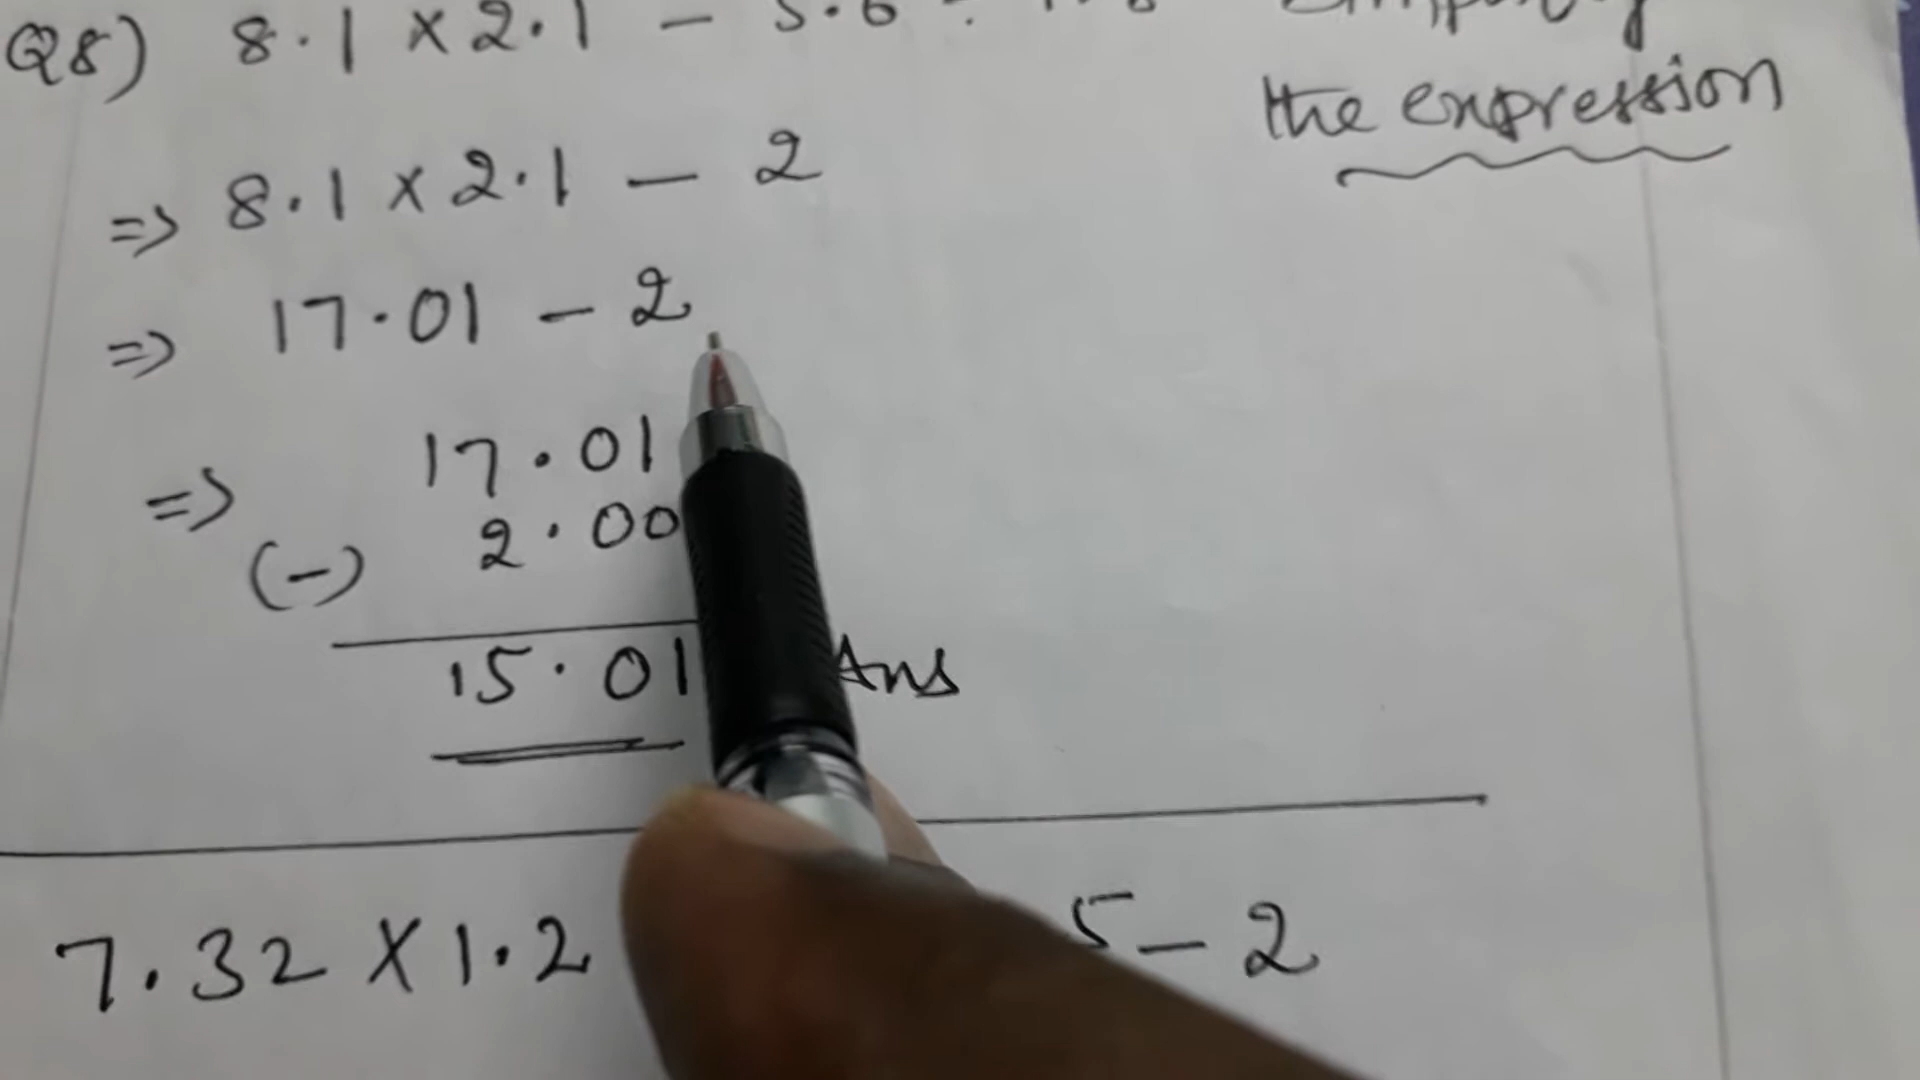 Q8) 8.1 × 2.1 –
the expression
=> 8.1 × 2.1 – 2
=> 17.01 – 2
=> 17.01
(-) 2.00
15.01 Ans
7.32 × 1.2 5 – 2